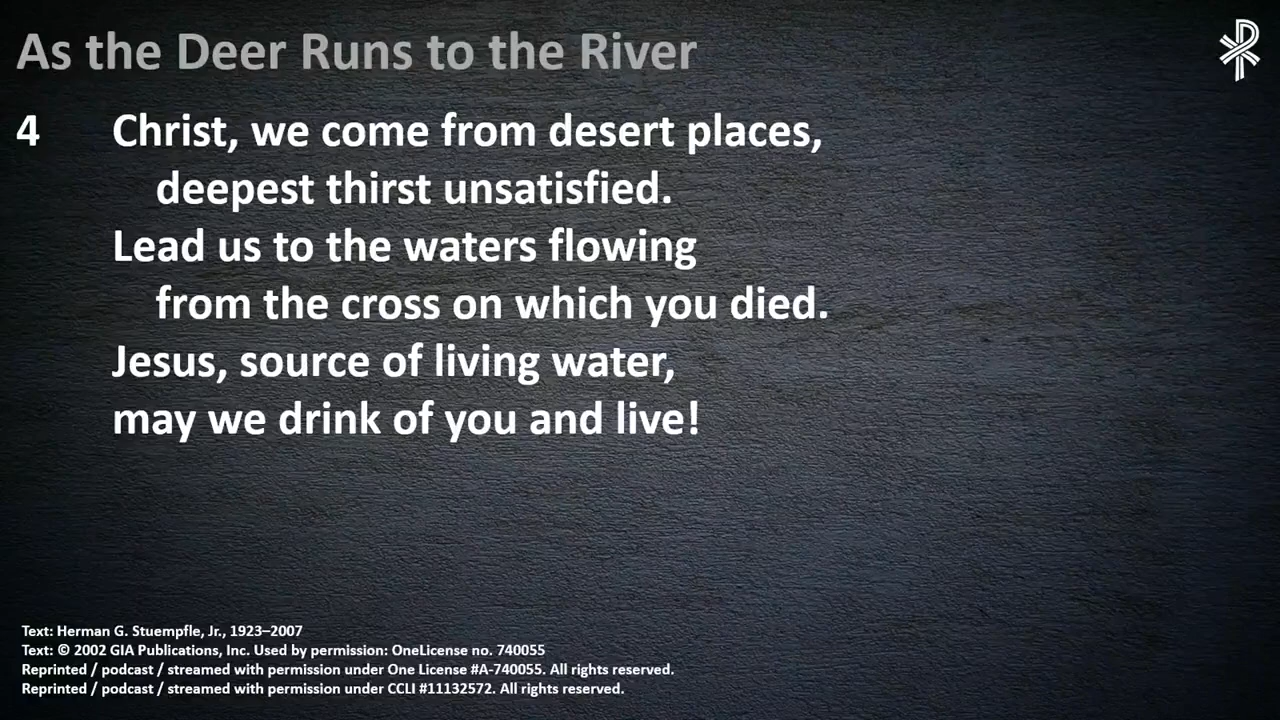 As the Deer Runs to the River
4 Christ, we come from desert places,
deepest thirst unsatisfied.
Lead us to the waters flowing
from the cross on which you died.
Jesus, source of living water,
may we drink of you and live!
Text: Herman G. Stuempfle, Jr., 1923–2007
Text: © 2002 GIA Publications, Inc. Used by permission: OneLicense no. 740055
Reprinted / podcast / streamed with permission under One License #A-740055. All rights reserved.
Reprinted / podcast / streamed with permission under CCLI #11132572. All rights reserved.